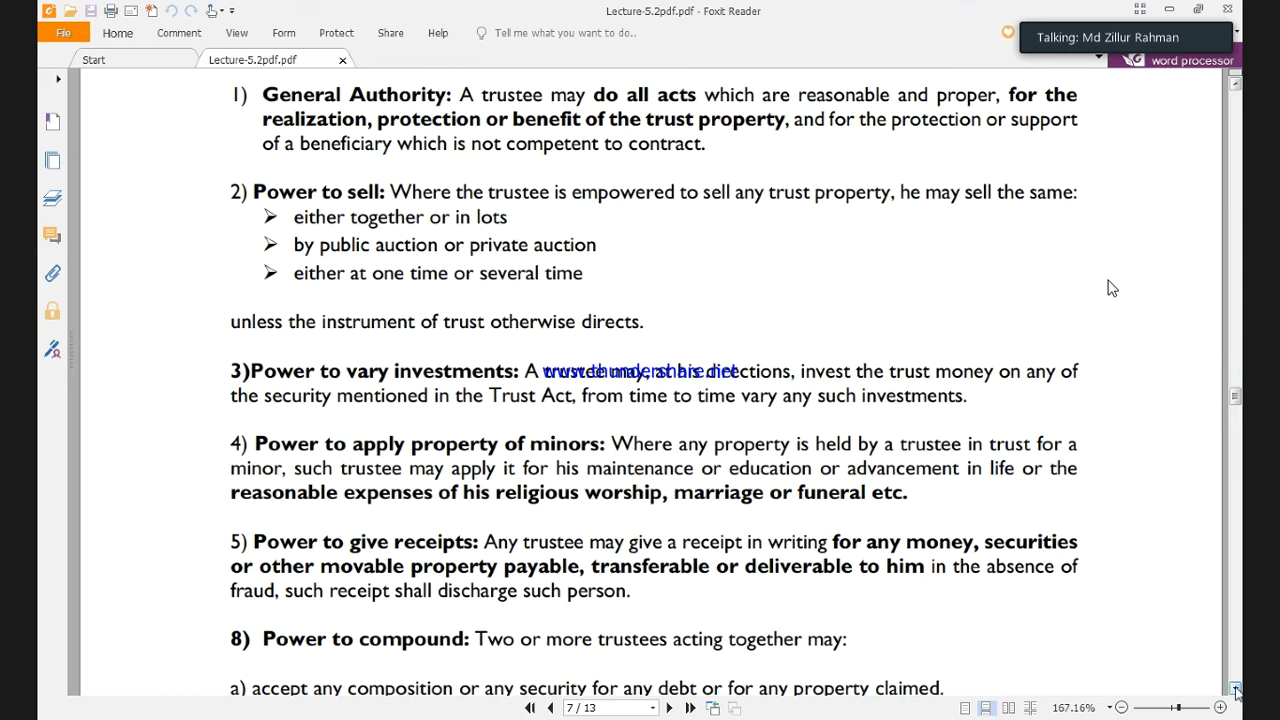 Lecture-5.2pdf.pdf - Foxit Reader
File Home Comment View Form Protect Share Help Tell me what you want to do..
Talking: Md Zillur Rahman
Start Lecture-5.2pdf.pdf
word processor
1) General Authority: A trustee may do all acts which are reasonable and proper, for the
realization, protection or benefit of the trust property, and for the protection or support
of a beneficiary which is not competent to contract.
2) Power to sell: Where the trustee is empowered to sell any trust property, he may sell the same:
➢ either together or in lots
➢ by public auction or private auction
➢ either at one time or several time
unless the instrument of trust otherwise directs.
3)Power to vary investments: A trustee may, at his directions, invest the trust money on any of
www.thundershare.net
the security mentioned in the Trust Act, from time to time vary any such investments.
4) Power to apply property of minors: Where any property is held by a trustee in trust for a
minor, such trustee may apply it for his maintenance or education or advancement in life or the
reasonable expenses of his religious worship, marriage or funeral etc.
5) Power to give receipts: Any trustee may give a receipt in writing for any money, securities
or other movable property payable, transferable or deliverable to him in the absence of
fraud, such receipt shall discharge such person.
8) Power to compound: Two or more trustees acting together may:
a) accept any composition or any security for any debt or for any property claimed.
7 / 13
167.16%